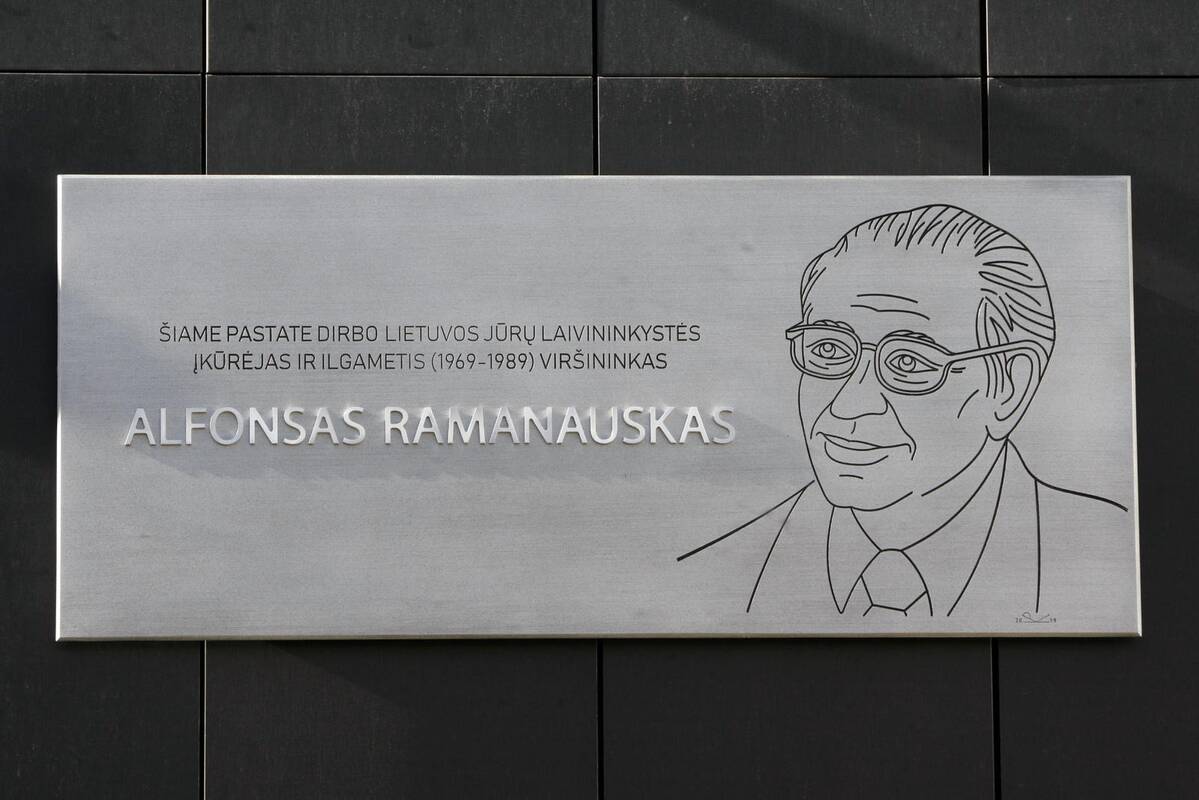 ŠIAME PASTATE DIRBO LIETUVOS JŪRŲ LAIVININKYSTĖS
ĮKŪRĖJAS IR ILGAMETIS (1969-1989) VIRŠININKAS
ALFONSAS RAMANAUSKAS